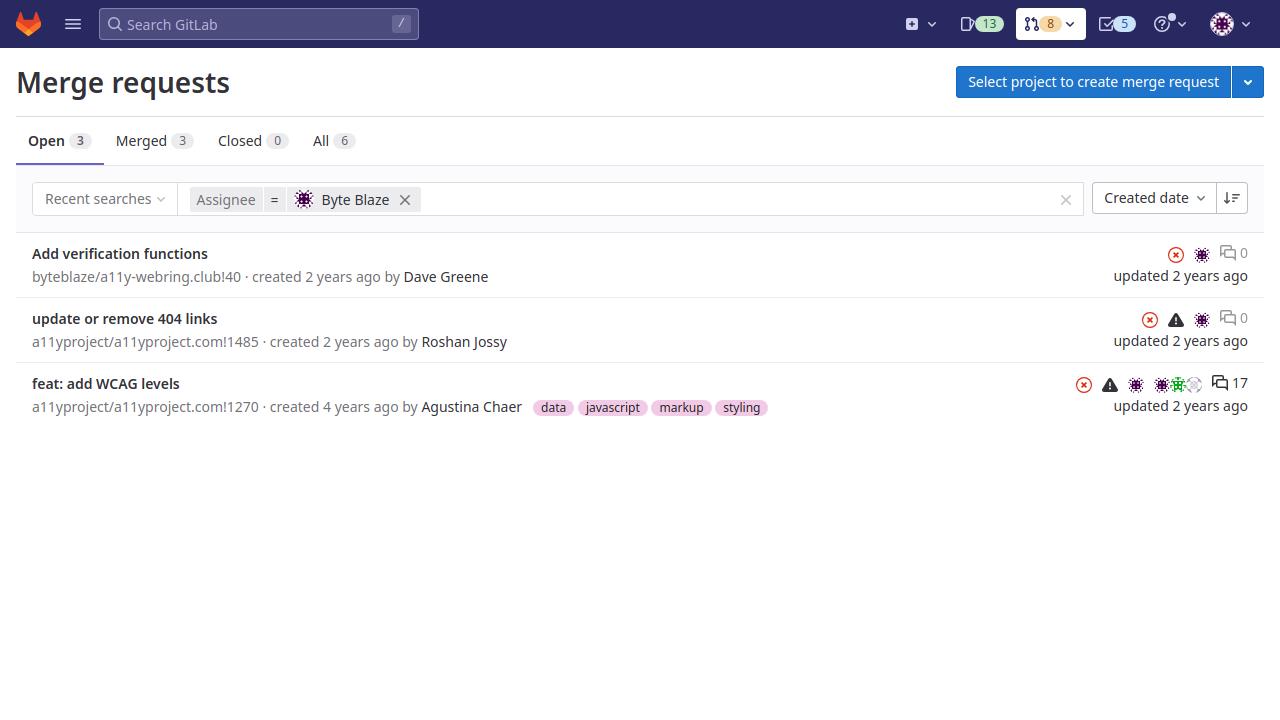 Search GitLab
/
13
8
5
Merge requests
Select project to create merge request
Open 3
Merged 3
Closed 0
All 6
Recent searches
Assignee = Byte Blaze
Created date
Add verification functions
0
byteblaze/a11y-webring.club!40 · created 2 years ago by Dave Greene
updated 2 years ago
update or remove 404 links
0
a11yproject/a11yproject.com!1485 · created 2 years ago by Roshan Jossy
updated 2 years ago
feat: add WCAG levels
17
a11yproject/a11yproject.com!1270 · created 4 years ago by Agustina Chaer data javascript markup styling
updated 2 years ago